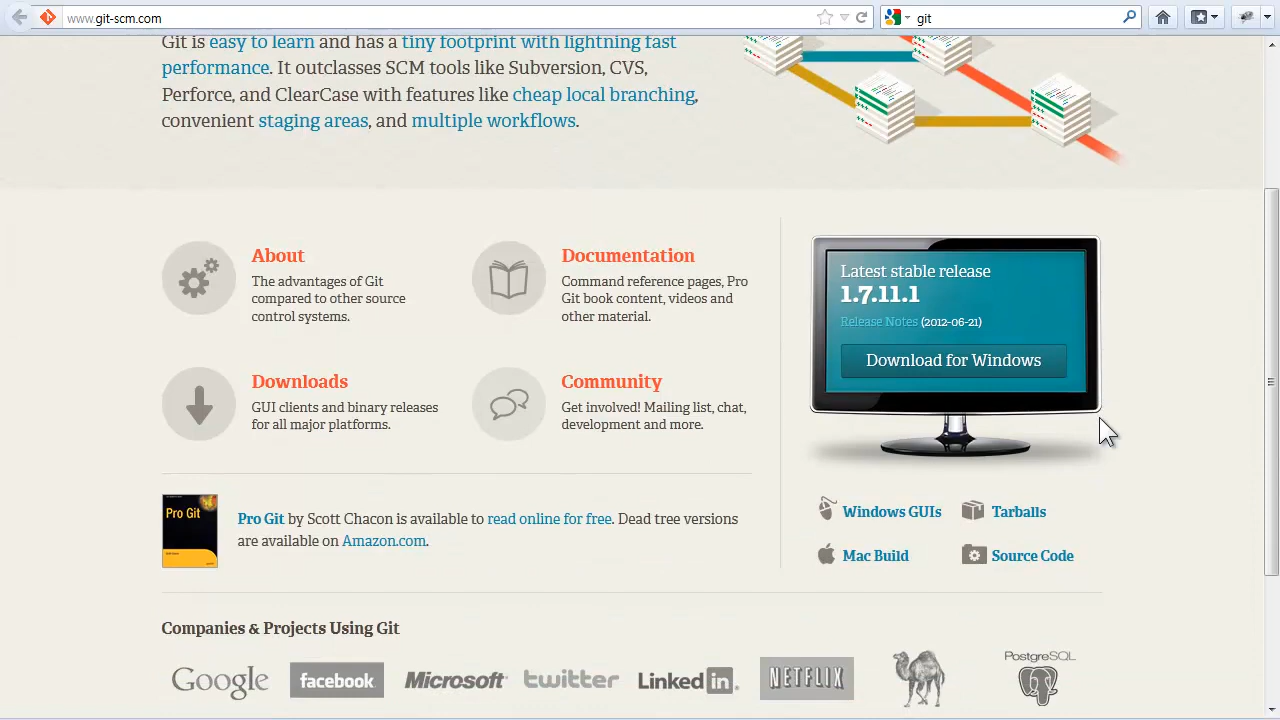 www.git-scm.com
git
Git is easy to learn and has a tiny footprint with lightning fast
performance. It outclasses SCM tools like Subversion, CVS,
Perforce, and ClearCase with features like cheap local branching,
convenient staging areas, and multiple workflows.
About
The advantages of Git
compared to other source
control systems.
Documentation
Command reference pages, Pro
Git book content, videos and
other material.
Downloads
GUI clients and binary releases
for all major platforms.
Community
Get involved! Mailing list, chat,
development and more.
Latest stable release
1.7.11.1
Release Notes (2012-06-21)
Download for Windows
Windows GUIs
Tarballs
Mac Build
Source Code
Pro Git
Pro Git by Scott Chacon is available to read online for free. Dead tree versions
are available on Amazon.com.
Companies & Projects Using Git
Google
facebook
Microsoft
twitter
Linked in
NETFLIX
PostgreSQL